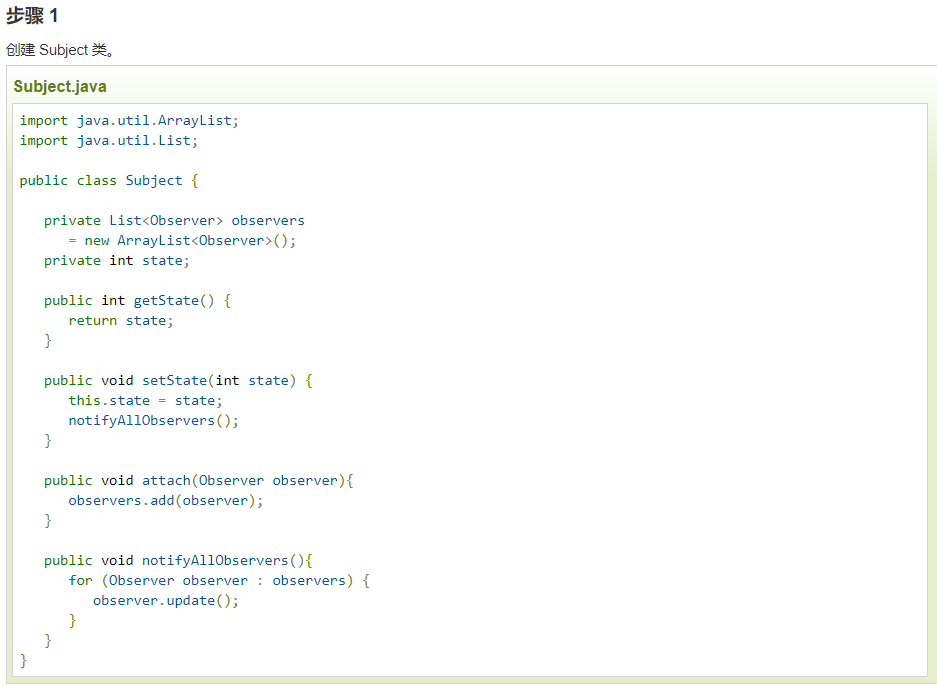 步骤 1
创建 Subject 类。
Subject.java
import java.util.ArrayList;
import java.util.List;
public class Subject {
   private List<Observer> observers
      = new ArrayList<Observer>();
   private int state;
   public int getState() {
      return state;
   }
   public void setState(int state) {
      this.state = state;
      notifyAllObservers();
   }
   public void attach(Observer observer){
      observers.add(observer);
   }
   public void notifyAllObservers(){
      for (Observer observer : observers) {
         observer.update();
      }
   }
}